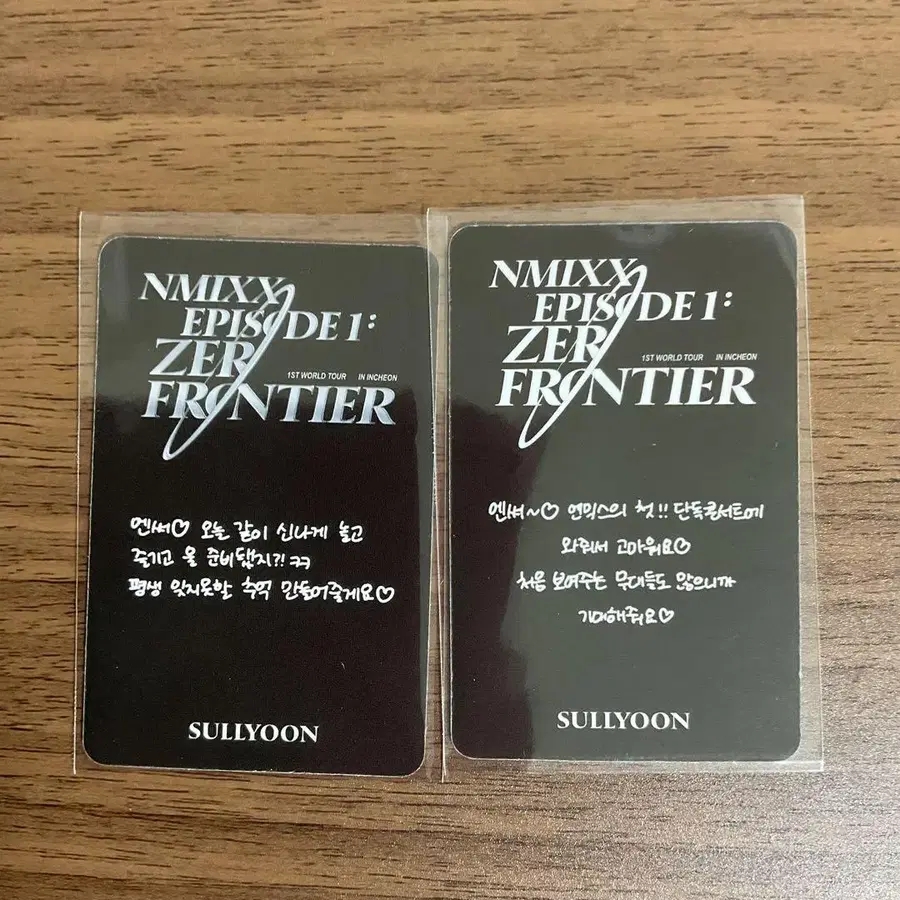 NMIXX
EPISODE 1:
ZERO
1ST WORLD TOUR IN INCHEON
FRONTIER
엔써♡ 오늘 같이 신나게 놀고
즐기고 올 준비됐지?! ㅋㅋ
평생 잊지못할 추억 만들어줄게요♡
SULLYOON
NMIXX
EPISODE 1:
ZERO
1ST WORLD TOUR IN INCHEON
FRONTIER
엔써~♡ 엔믹스의 첫!! 단독콘서트에
와줘서 고마워요♡
처음 보여주는 무대들도 많으니까
기대해줘요♡
SULLYOON